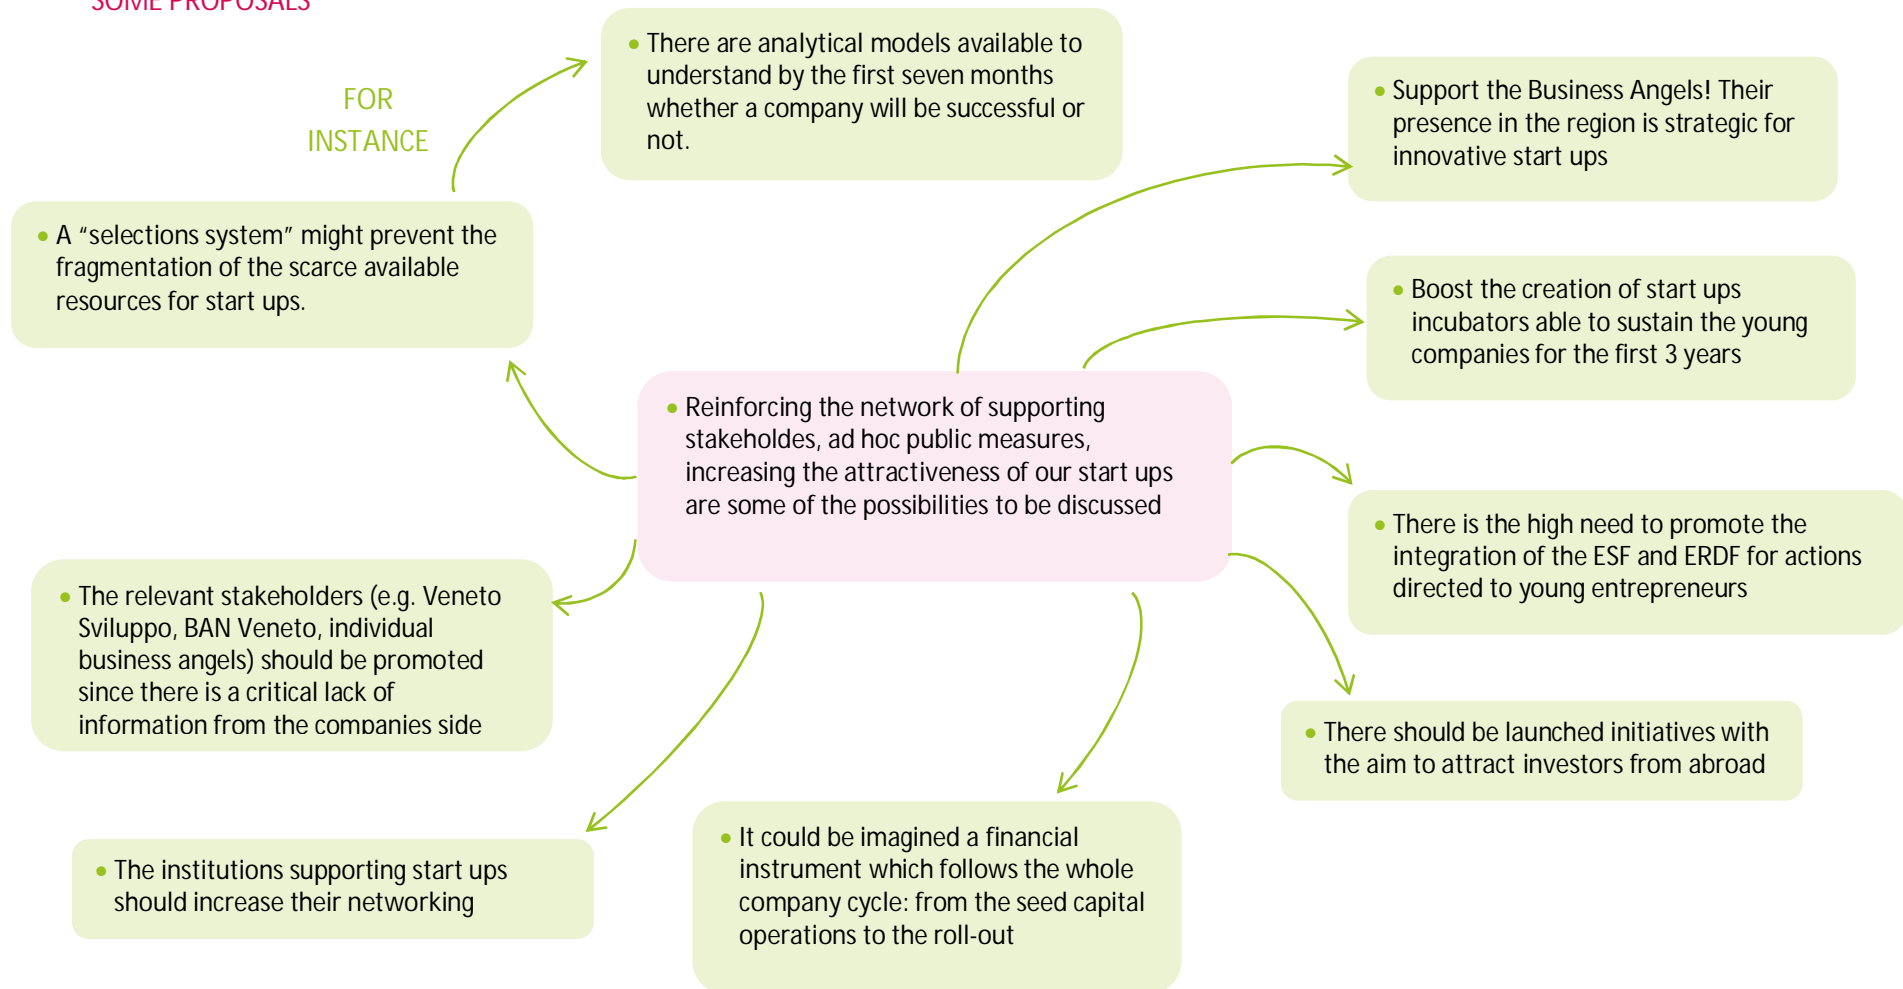 SOME PROPOSALS
FOR
INSTANCE
• There are analytical models available to
understand by the first seven months
whether a company will be successful or
not.
• Support the Business Angels! Their
presence in the region is strategic for
innovative start ups
• A “selections system” might prevent the
fragmentation of the scarce available
resources for start ups.
• Boost the creation of start ups
incubators able to sustain the young
companies for the first 3 years
• Reinforcing the network of supporting
stakeholdes, ad hoc public measures,
increasing the attractiveness of our start ups
are some of the possibilities to be discussed
• There is the high need to promote the
integration of the ESF and ERDF for actions
directed to young entrepreneurs
• The relevant stakeholders (e.g. Veneto
Sviluppo, BAN Veneto, individual
business angels) should be promoted
since there is a critical lack of
information from the companies side
• There should be launched initiatives with
the aim to attract investors from abroad
• The institutions supporting start ups
should increase their networking
• It could be imagined a financial
instrument which follows the whole
company cycle: from the seed capital
operations to the roll-out